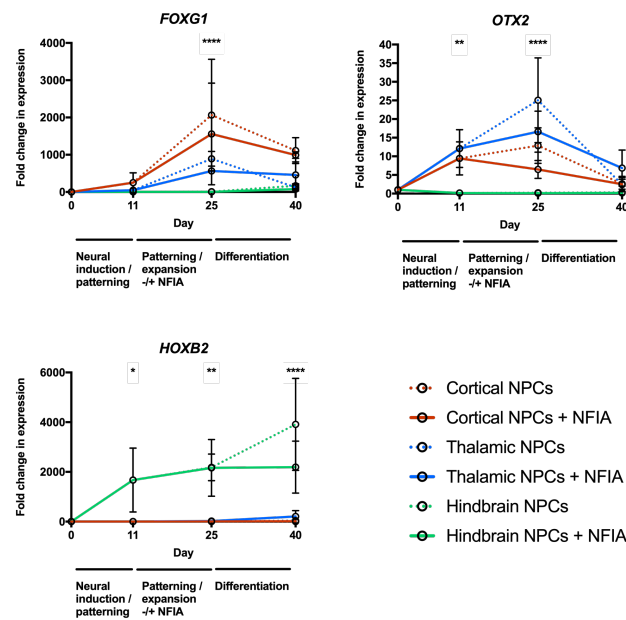 FOXG1
4000
3000
2000
1000
0
Fold change in expression
****
0 11 25 40
Day
Neural induction / patterning
Patterning / expansion -/+ NFIA
Differentiation
OTX2
40
35
30
25
20
15
10
5
0
Fold change in expression
** ****
0 11 25 40
Day
Neural induction / patterning
Patterning / expansion -/+ NFIA
Differentiation
HOXB2
6000
4000
2000
0
Fold change in expression
* ** ****
0 11 25 40
Day
Neural induction / patterning
Patterning / expansion -/+ NFIA
Differentiation
Cortical NPCs
Cortical NPCs + NFIA
Thalamic NPCs
Thalamic NPCs + NFIA
Hindbrain NPCs
Hindbrain NPCs + NFIA